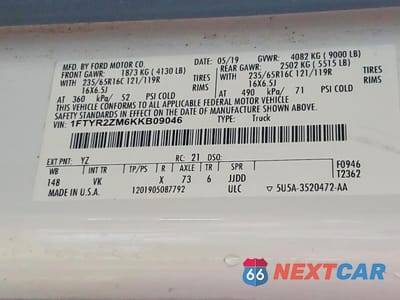 MFD. BY FORD MOTOR CO. 05/19 GVWR: 4082 KG ( 9000 LB)
FRONT GAWR: 1873 KG ( 4130 LB) REAR GAWR: 2502 KG ( 5515 LB)
235/65R16C 121/119R TIRES 235/65R16C 121/119R TIRES
16X6.5J RIMS 16X6.5J RIMS
AT 360 kPa/ 52 PSI COLD AT 490 kPa/ 71 PSI COLD
THIS VEHICLE CONFORMS TO ALL APPLICABLE FEDERAL MOTOR VEHICLE
SAFETY STANDARDS IN EFFECT ON THE DATE OF MANUFACTURE SHOWN ABOVE.
VIN: 1FTYR2ZM6KKB09046 TYPE: Truck
EXT PNT: YZ RC: 21 DSO: F0946
WB INT TR TP/PS R AXLE TR SPR T2362
148 VK X 73 6 JJDD
MADE IN U.S.A. 12019050B7792 ULC ▽ 5U5A-3520472-AA
66 NEXTCAR.COM